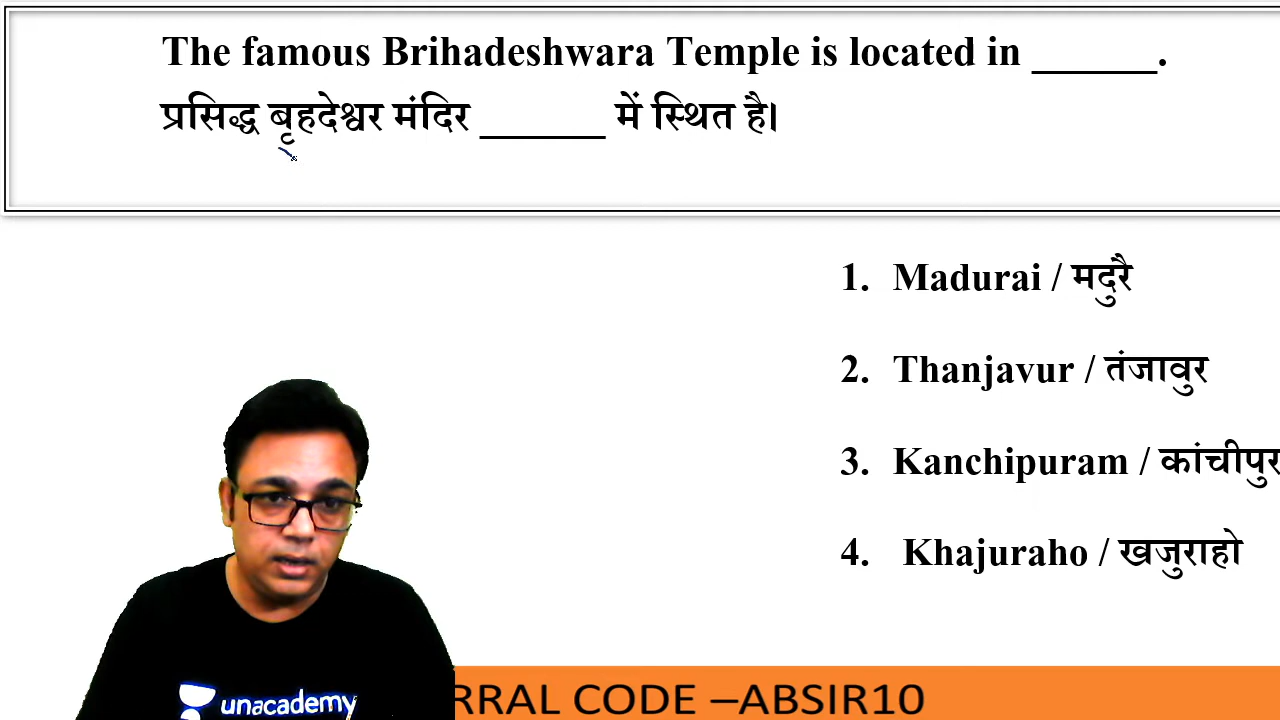 The famous Brihadeshwara Temple is located in ______.
प्रसिद्ध बृहदेश्वर मंदिर ______ में स्थित है।
1. Madurai / मदुरै
2. Thanjavur / तंजावुर
3. Kanchipuram / कांचीपुर
4. Khajuraho / खजुराहो
unacademy
RRAL CODE –ABSIR10